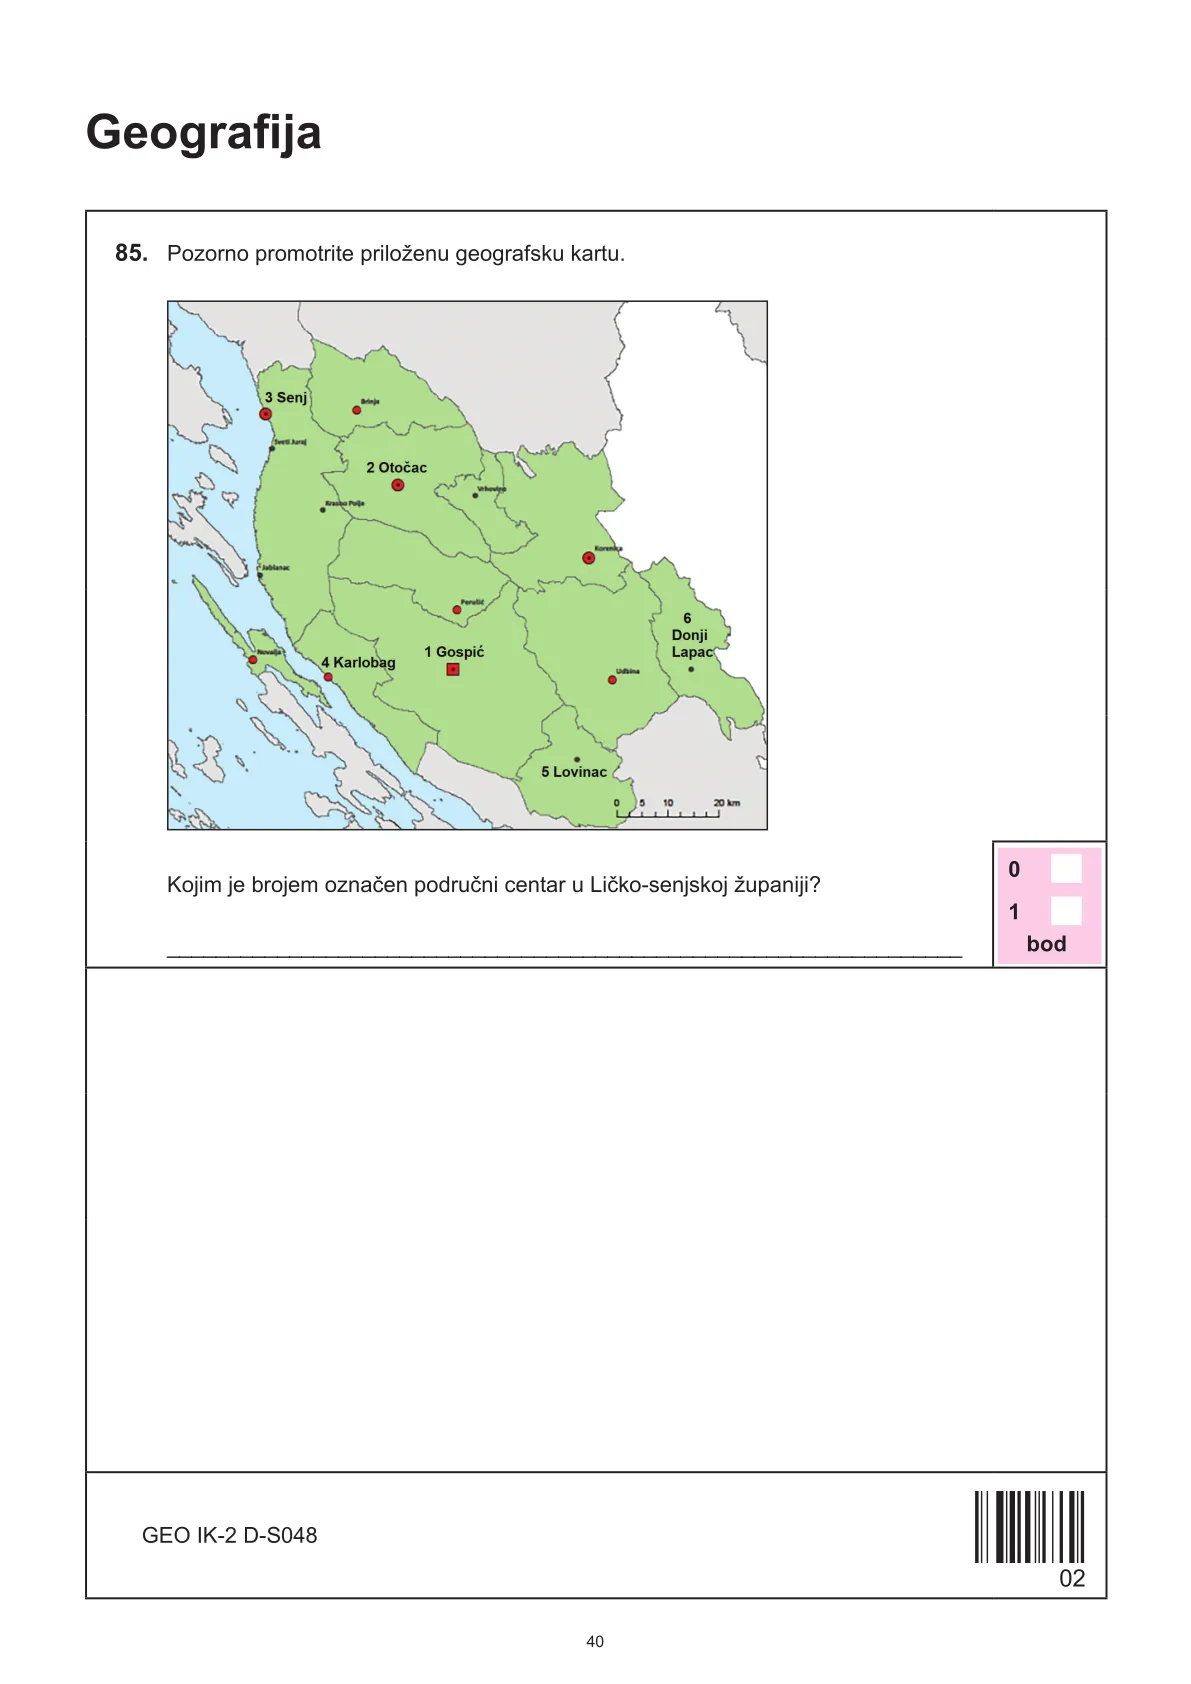 Geografija
85. Pozorno promotrite priloženu geografsku kartu.
3 Senj
Brinje
Sveti Juraj
2 Otočac
Vrhovine
Krasno Polje
Korenica
Jablanac
Perušić
6
Donji
Lapac
Novalja
4 Karlobag
1 Gospić
Udbina
5 Lovinac
0 5 10 20 km
Kojim je brojem označen područni centar u Ličko-senjskoj županiji?
0
1
bod
GEO IK-2 D-S048
02
40